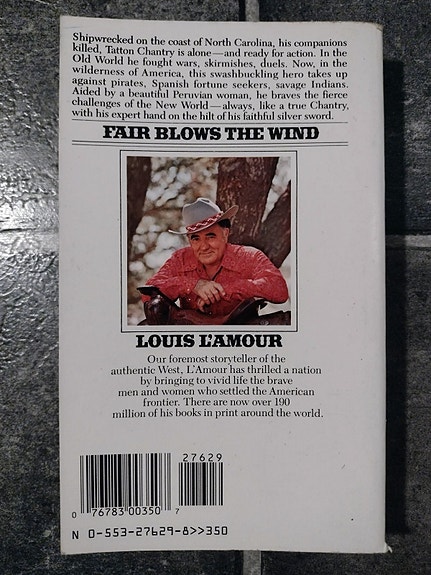 Shipwrecked on the coast of North Carolina, his companions
killed, Tatton Chantry is alone—and ready for action. In the
Old World he fought wars, skirmishes, duels. Now, in the
wilderness of America, this swashbuckling hero takes up
against pirates, Spanish fortune seekers, savage Indians.
Aided by a beautiful Peruvian woman, he braves the fierce
challenges of the New World—always, like a true Chantry,
with his expert hand on the hilt of his faithful silver sword.
FAIR BLOWS THE WIND
LOUIS L'AMOUR
Our foremost storyteller of the
authentic West, L'Amour has thrilled a nation
by bringing to vivid life the brave
men and women who settled the American
frontier. There are now over 190
million of his books in print around the world.
27629
0 76783 00350 7
N 0-553-27629-8>>350